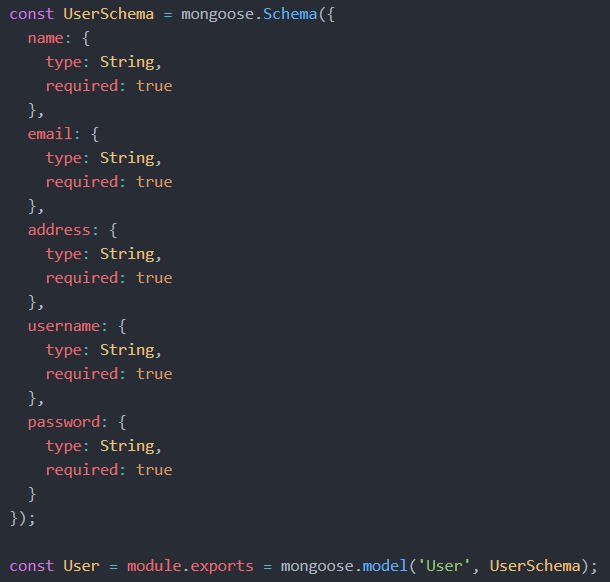 const UserSchema = mongoose.Schema({
  name: {
    type: String,
    required: true
  },
  email: {
    type: String,
    required: true
  },
  address: {
    type: String,
    required: true
  },
  username: {
    type: String,
    required: true
  },
  password: {
    type: String,
    required: true
  }
});

const User = module.exports = mongoose.model('User', UserSchema);